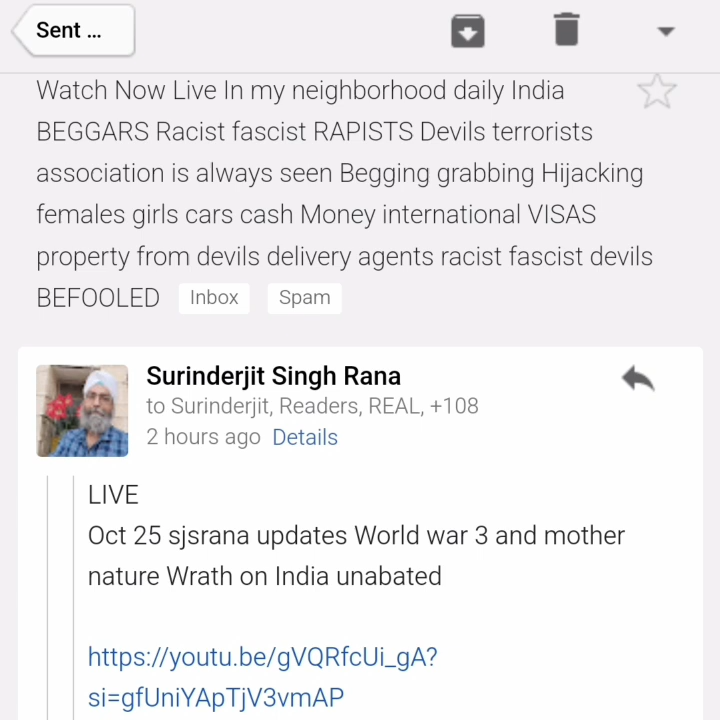 Sent ...
Watch Now Live In my neighborhood daily India
BEGGARS Racist fascist RAPISTS Devils terrorists
association is always seen Begging grabbing Hijacking
females girls cars cash Money international VISAS
property from devils delivery agents racist fascist devils
BEFOOLED Inbox Spam
Surinderjit Singh Rana
to Surinderjit, Readers, REAL, +108
2 hours ago Details
LIVE
Oct 25 sjsrana updates World war 3 and mother
nature Wrath on India unabated
https://youtu.be/gVQRfcUi_gA?
si=gfUniYApTjV3vmAP